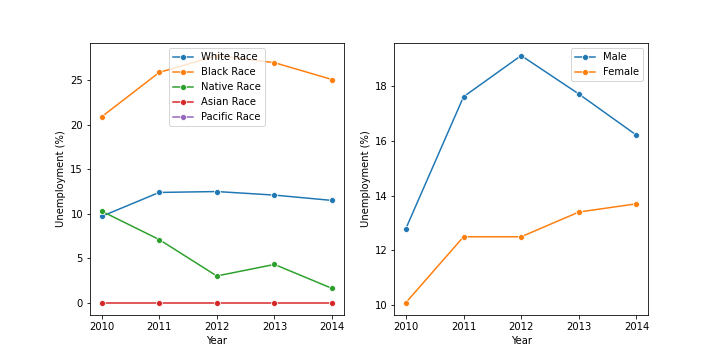 White Race
Black Race
Native Race
Asian Race
Pacific Race
Unemployment (%)
25
20
15
10
5
0
2010 2011 2012 2013 2014
Year
Male
Female
Unemployment (%)
18
16
14
12
10
2010 2011 2012 2013 2014
Year